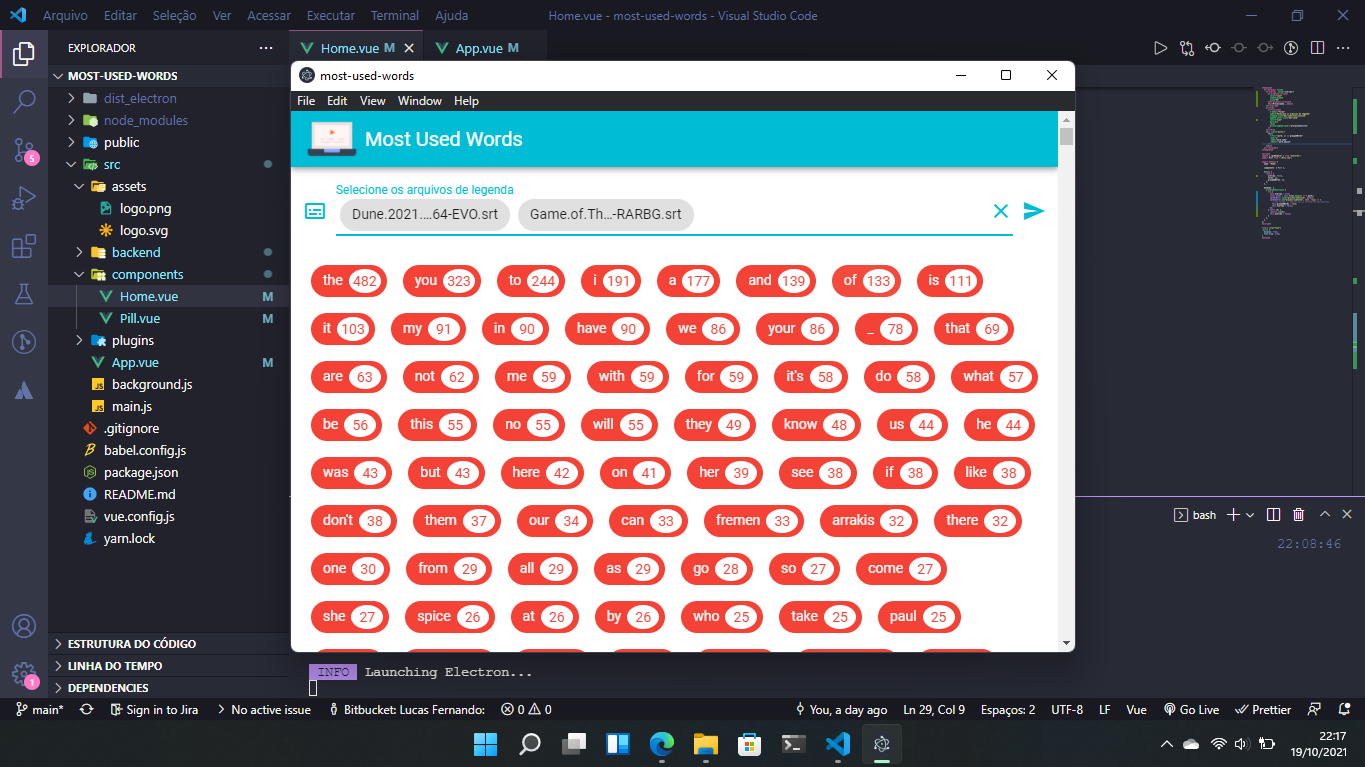 Arquivo Editar Seleção Ver Acessar Executar Terminal Ajuda Home.vue - most-used-words - Visual Studio Code
EXPLORADOR
Home.vue M App.vue M
MOST-USED-WORDS
dist_electron
node_modules
public
src
assets
logo.png
logo.svg
backend
components
Home.vue M
Pill.vue M
plugins
App.vue M
background.js
main.js
.gitignore
babel.config.js
package.json
README.md
vue.config.js
yarn.lock
5
1
ESTRUTURA DO CÓDIGO
LINHA DO TEMPO
DEPENDENCIES
most-used-words
File Edit View Window Help
Most Used Words
Selecione os arquivos de legenda
Dune.2021....64-EVO.srt Game.of.Th...-RARBG.srt
the 482 you 323 to 244 i 191 a 177 and 139 of 133 is 111
it 103 my 91 in 90 have 90 we 86 your 86 _ 78 that 69
are 63 not 62 me 59 with 59 for 59 it's 58 do 58 what 57
be 56 this 55 no 55 will 55 they 49 know 48 us 44 he 44
was 43 but 43 here 42 on 41 her 39 see 38 if 38 like 38
don't 38 them 37 our 34 can 33 fremen 33 arrakis 32 there 32
one 30 from 29 all 29 as 29 go 28 so 27 come 27
she 27 spice 26 at 26 by 26 who 25 take 25 paul 25
bash
22:08:46
INFO Launching Electron...
main* Sign in to Jira No active issue Bitbucket: Lucas Fernando: 0 0 You, a day ago Ln 29, Col 9 Espaços: 2 UTF-8 LF Vue Go Live Prettier
22:17
19/10/2021